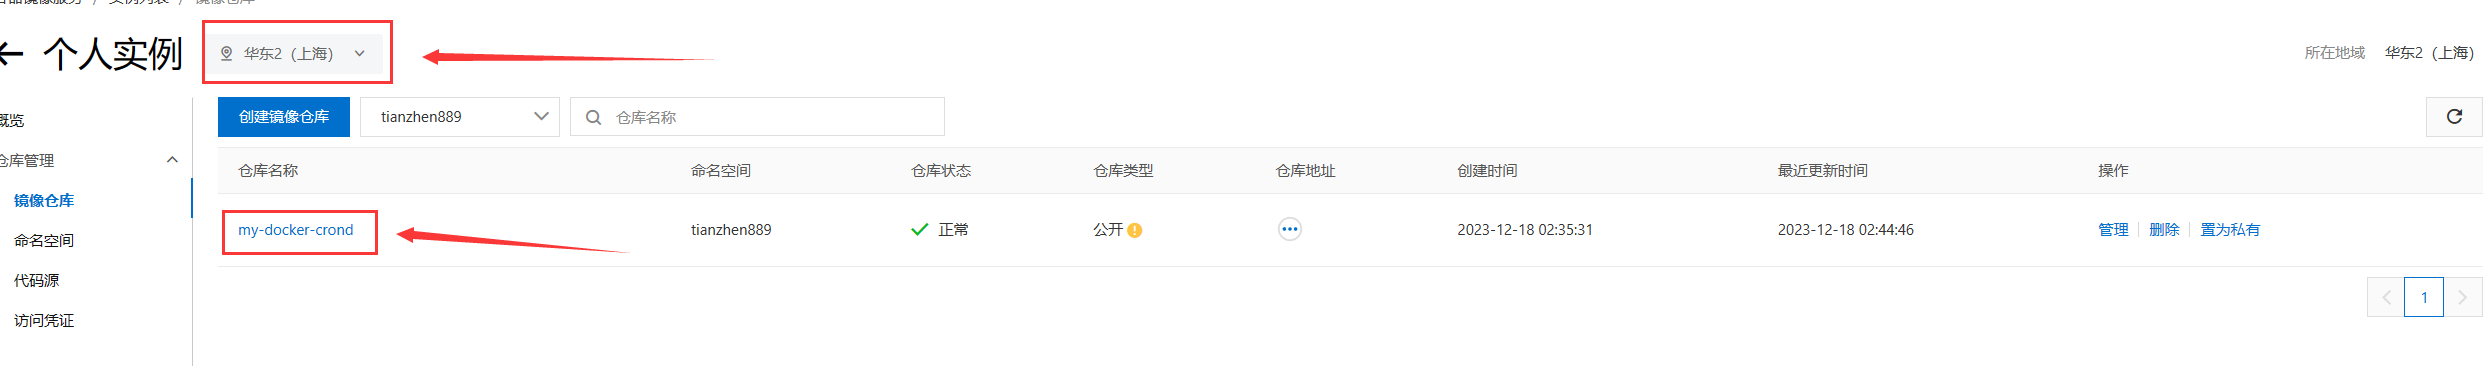 容器镜像服务 / 实例列表 / 镜像仓库
个人实例
华东2（上海）
所在地域 华东2（上海）
概览
仓库管理
镜像仓库
命名空间
代码源
访问凭证
创建镜像仓库 tianzhen889 仓库名称
仓库名称 命名空间 仓库状态 仓库类型 仓库地址 创建时间 最近更新时间 操作
my-docker-crond tianzhen889 正常 公开 2023-12-18 02:35:31 2023-12-18 02:44:46 管理 删除 置为私有
1